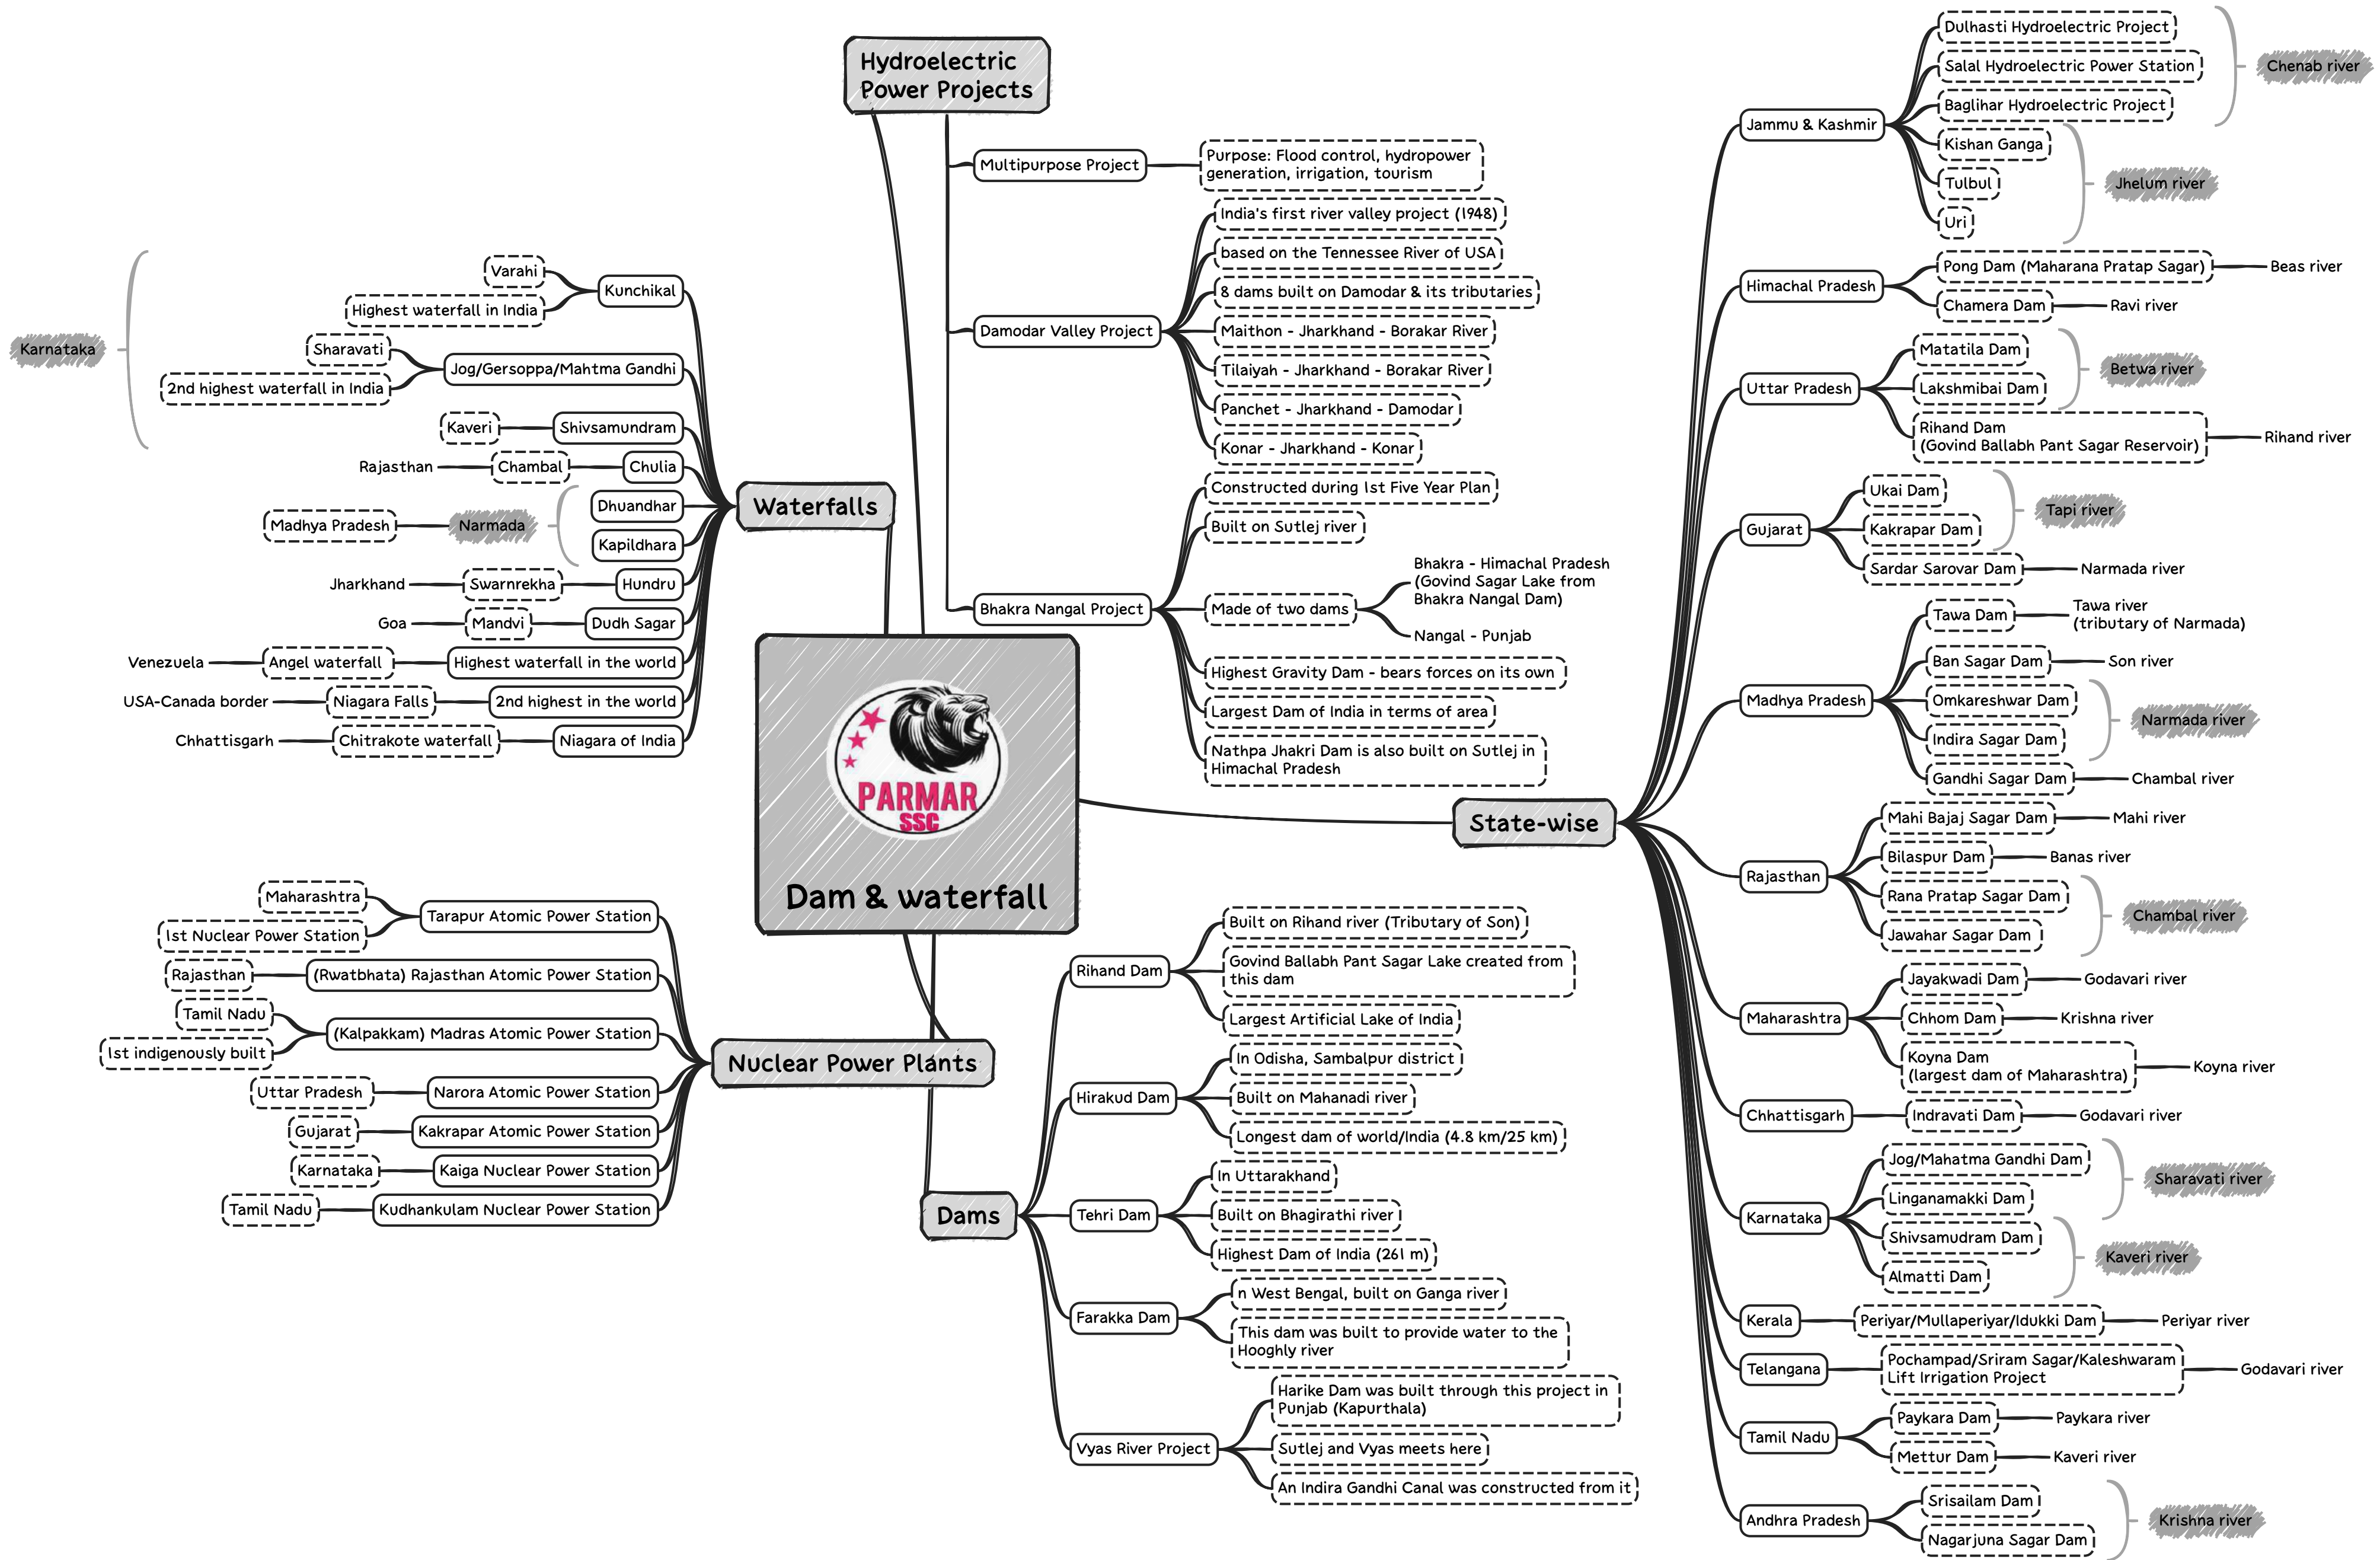 Hydroelectric
Power Projects
Multipurpose Project
Purpose: Flood control, hydropower
generation, irrigation, tourism
Damodar Valley Project
India's first river valley project (1948)
based on the Tennessee River of USA
8 dams built on Damodar & its tributaries
Maithon - Jharkhand - Borakar River
Tilaiyah - Jharkhand - Borakar River
Panchet - Jharkhand - Damodar
Konar - Jharkhand - Konar
Bhakra Nangal Project
Constructed during 1st Five Year Plan
Built on Sutlej river
Made of two dams
Bhakra - Himachal Pradesh
(Govind Sagar Lake from
Bhakra Nangal Dam)
Nangal - Punjab
Highest Gravity Dam - bears forces on its own
Largest Dam of India in terms of area
Nathpa Jhakri Dam is also built on Sutlej in
Himachal Pradesh
Waterfalls
Kunchikal
Varahi
Highest waterfall in India
Jog/Gersoppa/Mahtma Gandhi
Sharavati
2nd highest waterfall in India
Shivsamundram
Kaveri
Karnataka
Chulia
Chambal
Rajasthan
Dhuandhar
Kapildhara
Narmada
Madhya Pradesh
Hundru
Swarnrekha
Jharkhand
Dudh Sagar
Mandvi
Goa
Highest waterfall in the world
Angel waterfall
Venezuela
2nd highest in the world
Niagara Falls
USA-Canada border
Niagara of India
Chitrakote waterfall
Chhattisgarh
PARMAR
SSC
Dam & waterfall
Nuclear Power Plants
Tarapur Atomic Power Station
Maharashtra
1st Nuclear Power Station
(Rwatbhata) Rajasthan Atomic Power Station
Rajasthan
(Kalpakkam) Madras Atomic Power Station
Tamil Nadu
1st indigenously built
Narora Atomic Power Station
Uttar Pradesh
Kakrapar Atomic Power Station
Gujarat
Kaiga Nuclear Power Station
Karnataka
Kudhankulam Nuclear Power Station
Tamil Nadu
Dams
Rihand Dam
Built on Rihand river (Tributary of Son)
Govind Ballabh Pant Sagar Lake created from
this dam
Largest Artificial Lake of India
Hirakud Dam
In Odisha, Sambalpur district
Built on Mahanadi river
Longest dam of world/India (4.8 km/25 km)
Tehri Dam
In Uttarakhand
Built on Bhagirathi river
Highest Dam of India (261 m)
Farakka Dam
n West Bengal, built on Ganga river
This dam was built to provide water to the
Hooghly river
Vyas River Project
Harike Dam was built through this project in
Punjab (Kapurthala)
Sutlej and Vyas meets here
An Indira Gandhi Canal was constructed from it
State-wise
Jammu & Kashmir
Dulhasti Hydroelectric Project
Salal Hydroelectric Power Station
Baglihar Hydroelectric Project
Chenab river
Kishan Ganga
Tulbul
Uri
Jhelum river
Himachal Pradesh
Pong Dam (Maharana Pratap Sagar)
Beas river
Chamera Dam
Ravi river
Uttar Pradesh
Matatila Dam
Lakshmibai Dam
Betwa river
Rihand Dam
(Govind Ballabh Pant Sagar Reservoir)
Rihand river
Gujarat
Ukai Dam
Kakrapar Dam
Tapi river
Sardar Sarovar Dam
Narmada river
Madhya Pradesh
Tawa Dam
Tawa river
(tributary of Narmada)
Ban Sagar Dam
Son river
Omkareshwar Dam
Indira Sagar Dam
Narmada river
Gandhi Sagar Dam
Chambal river
Rajasthan
Mahi Bajaj Sagar Dam
Mahi river
Bilaspur Dam
Banas river
Rana Pratap Sagar Dam
Jawahar Sagar Dam
Chambal river
Maharashtra
Jayakwadi Dam
Godavari river
Chhom Dam
Krishna river
Koyna Dam
(largest dam of Maharashtra)
Koyna river
Chhattisgarh
Indravati Dam
Godavari river
Karnataka
Jog/Mahatma Gandhi Dam
Linganamakki Dam
Sharavati river
Shivsamudram Dam
Almatti Dam
Kaveri river
Kerala
Periyar/Mullaperiyar/Idukki Dam
Periyar river
Telangana
Pochampad/Sriram Sagar/Kaleshwaram
Lift Irrigation Project
Godavari river
Tamil Nadu
Paykara Dam
Paykara river
Mettur Dam
Kaveri river
Andhra Pradesh
Srisailam Dam
Nagarjuna Sagar Dam
Krishna river